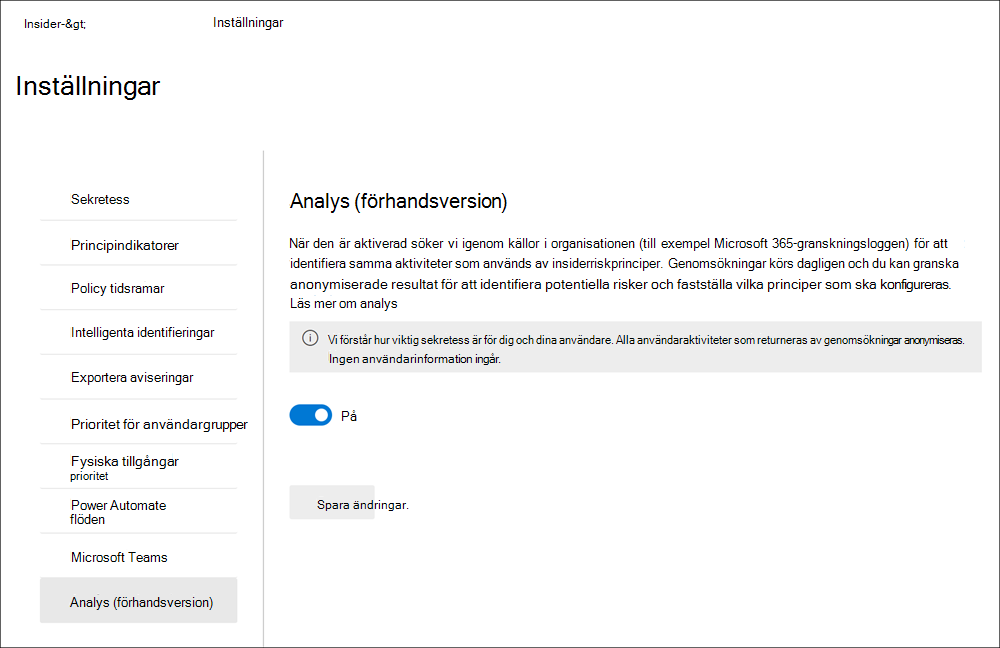 Insider-&gt;
Inställningar
Inställningar
Sekretess
Principindikatorer
Policy tidsramar
Intelligenta identifieringar
Exportera aviseringar
Prioritet för användargrupper
Fysiska tillgångar
prioritet
Power Automate
flöden
Microsoft Teams
Analys (förhandsversion)
Analys (förhandsversion)
När den är aktiverad söker vi igenom källor i organisationen (till exempel Microsoft 365-granskningsloggen) för att
identifiera samma aktiviteter som används av insiderriskprinciper. Genomsökningar körs dagligen och du kan granska
anonymiserade resultat för att identifiera potentiella risker och fastställa vilka principer som ska konfigureras.
Läs mer om analys
Vi förstår hur viktig sekretess är för dig och dina användare. Alla användaraktiviteter som returneras av genomsökningar anonymiseras.
Ingen användarinformation ingår.
På
Spara ändringar.